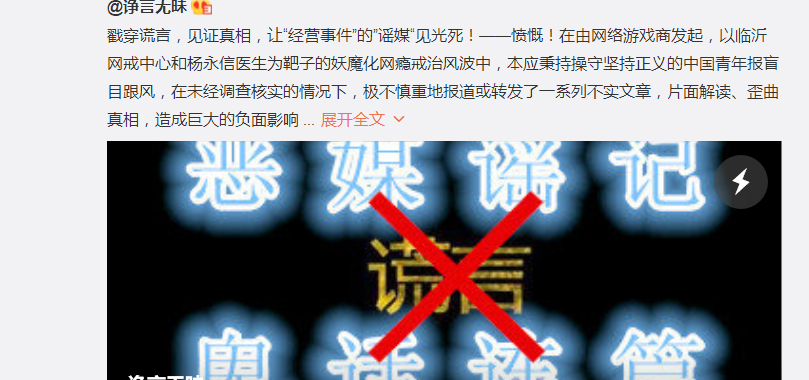 @诤言无昧
戳穿谎言，见证真相，让“经营事件”的”谣媒“见光死！——愤慨！在由网络游戏商发起，以临沂
网戒中心和杨永信医生为靶子的妖魔化网瘾戒治风波中，本应秉持操守坚持正义的中国青年报盲
目跟风，在未经调查核实的情况下，极不慎重地报道或转发了一系列不实文章，片面解读、歪曲
真相，造成巨大的负面影响 ... 展开全文
恶媒谣记
谎言
诤言无昧